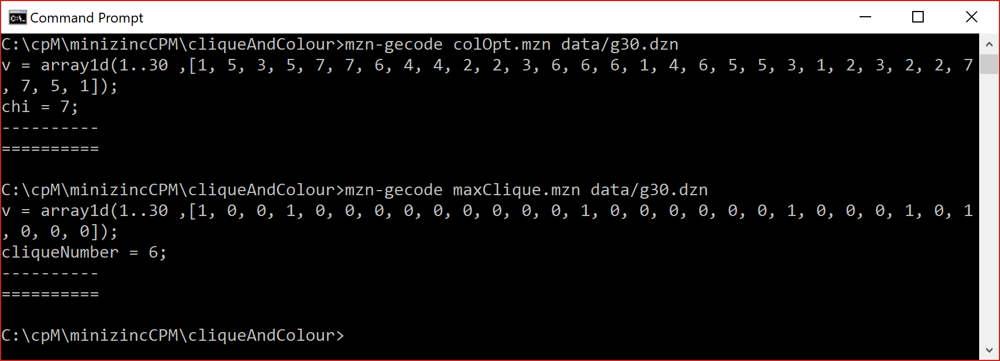 Command Prompt
C:\cpM\minizincCPM\cliqueAndColour>mzn-gecode colOpt.mzn data/g30.dzn
v = array1d(1..30 ,[1, 5, 3, 5, 7, 7, 6, 4, 4, 2, 2, 3, 6, 6, 6, 1, 4, 6, 5, 5, 3, 1, 2, 3, 2, 2, 7
, 7, 5, 1]);
chi = 7;
----------
==========
C:\cpM\minizincCPM\cliqueAndColour>mzn-gecode maxClique.mzn data/g30.dzn
v = array1d(1..30 ,[1, 0, 0, 1, 0, 0, 0, 0, 0, 0, 0, 0, 0, 1, 0, 0, 0, 0, 0, 0, 1, 0, 0, 0, 1, 0, 1
, 0, 0, 0]);
cliqueNumber = 6;
----------
==========
C:\cpM\minizincCPM\cliqueAndColour>